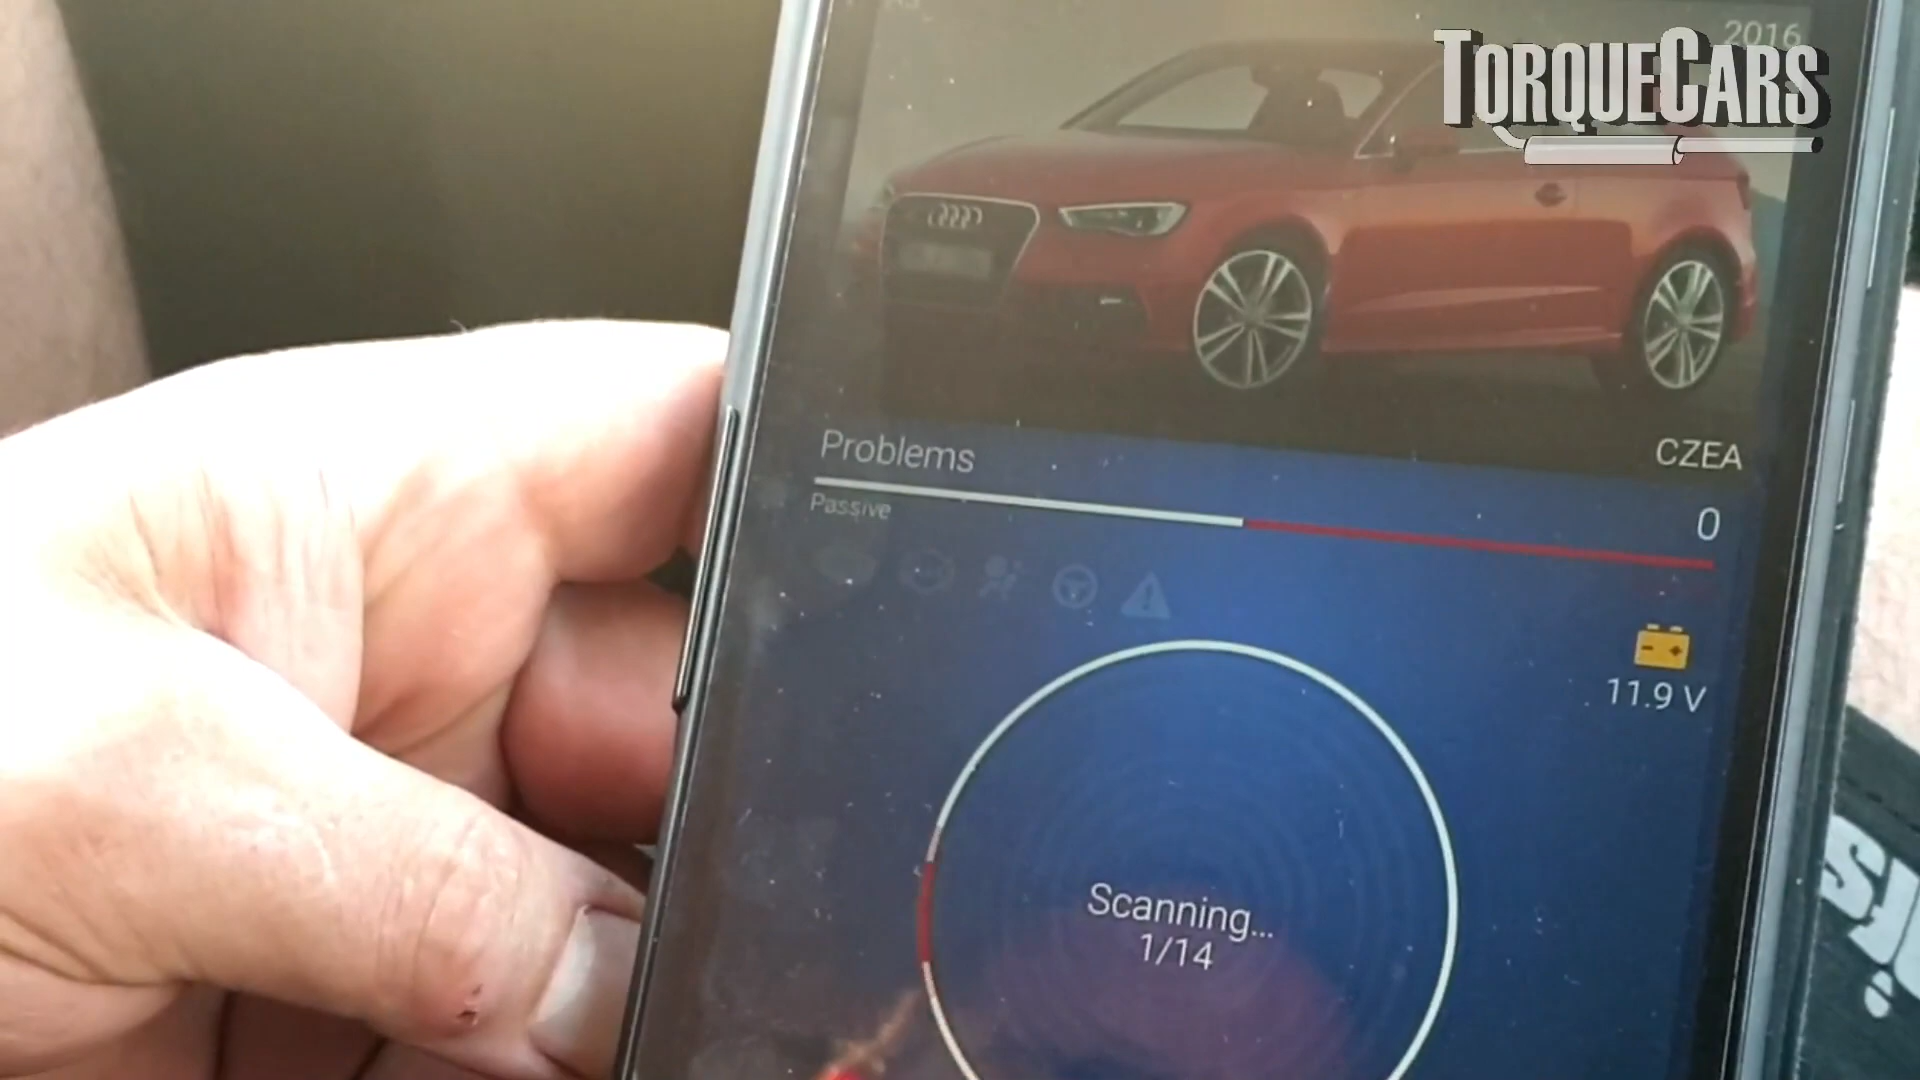 2016
TORQUECARS
Problems
CZEA
Passive
0
11.9 V
Scanning...
1/14